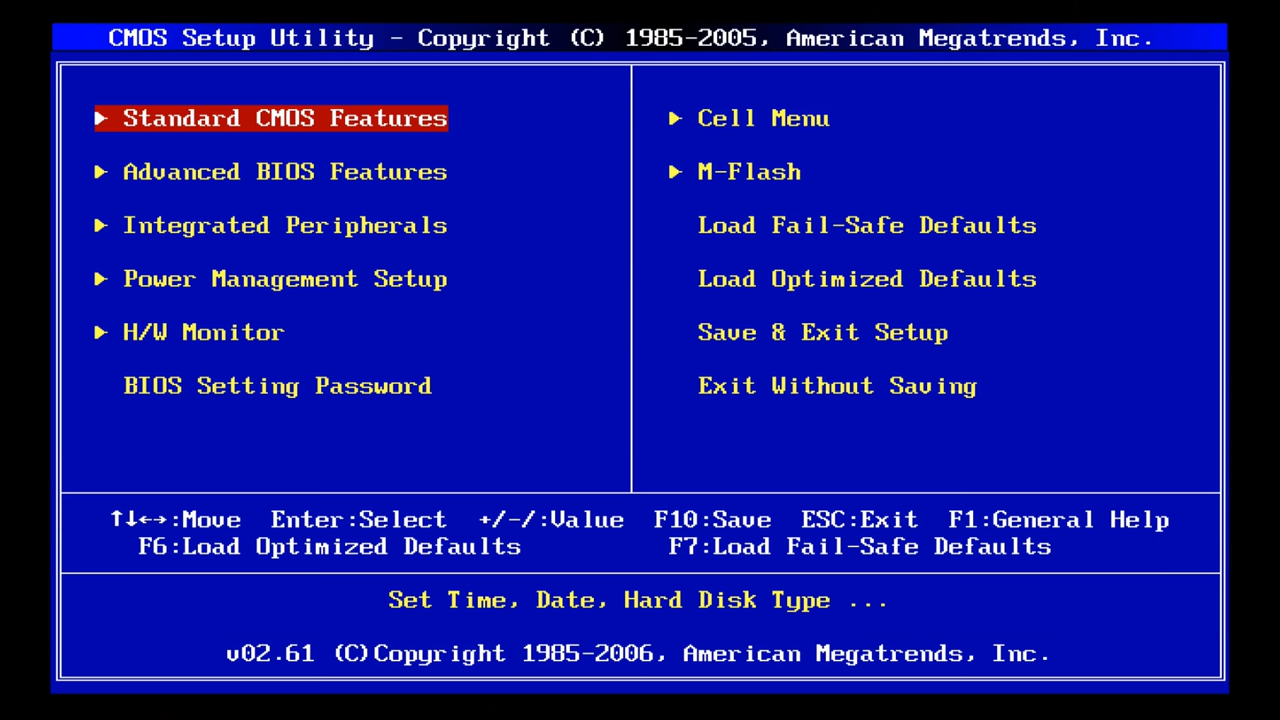 CMOS Setup Utility - Copyright (C) 1985-2005, American Megatrends, Inc.
Standard CMOS Features
Advanced BIOS Features
Integrated Peripherals
Power Management Setup
H/W Monitor
BIOS Setting Password
Cell Menu
M-Flash
Load Fail-Safe Defaults
Load Optimized Defaults
Save & Exit Setup
Exit Without Saving
↑↓←→:Move Enter:Select +/-/:Value F10:Save ESC:Exit F1:General Help
F6:Load Optimized Defaults F7:Load Fail-Safe Defaults
Set Time, Date, Hard Disk Type ...
v02.61 (C)Copyright 1985-2006, American Megatrends, Inc.